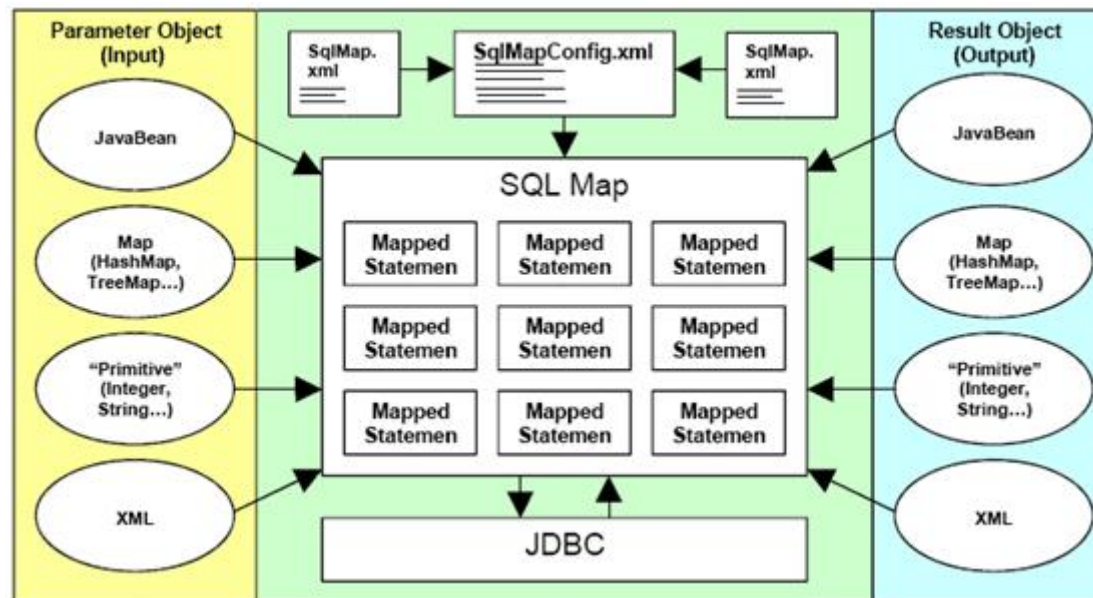 Parameter Object
(Input)
JavaBean
Map
(HashMap,
TreeMap...)
“Primitive”
(Integer,
String...)
XML
SqlMap.
xml
SqlMapConfig.xml
SqlMap.
xml
SQL Map
Mapped
Statemen
Mapped
Statemen
Mapped
Statemen
Mapped
Statemen
Mapped
Statemen
Mapped
Statemen
Mapped
Statemen
Mapped
Statemen
Mapped
Statemen
JDBC
Result Object
(Output)
JavaBean
Map
(HashMap,
TreeMap...)
“Primitive”
(Integer,
String...)
XML